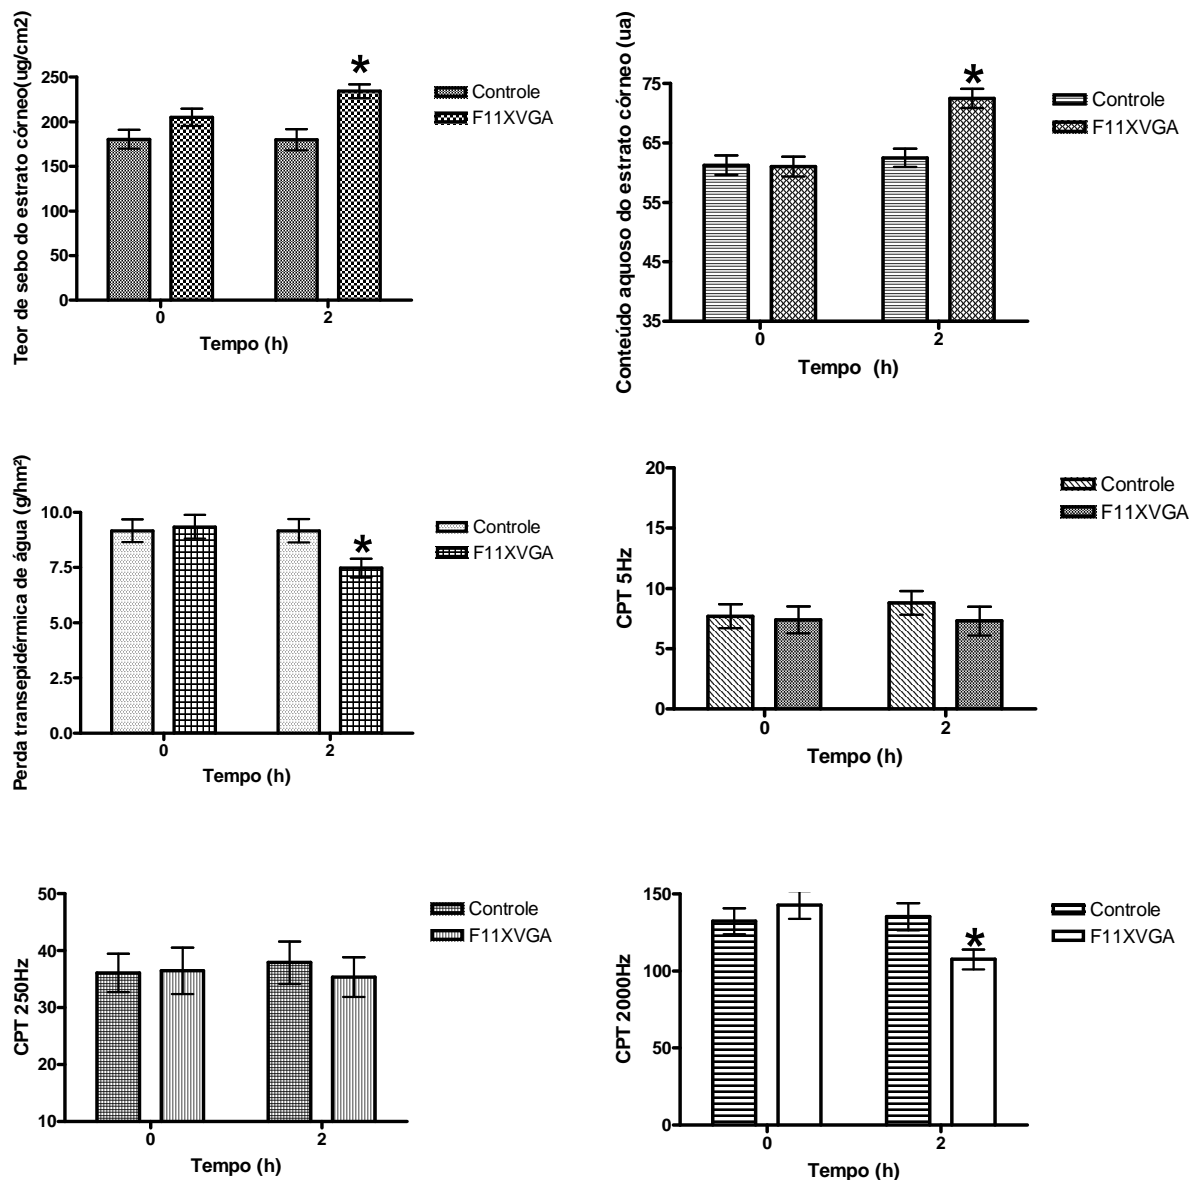 Teor de sebo do estrato córneo(ug/cm2)
250
200
150
100
50
0
*
0
2
Tempo (h)
Controle
F11XVGA
Conteúdo aquoso do estrato córneo (ua)
75
65
55
45
35
*
0
2
Tempo (h)
Controle
F11XVGA
Perda transepidérmica de água (g/hm²)
10.0
7.5
5.0
2.5
0.0
*
0
2
Tempo (h)
Controle
F11XVGA
CPT 5Hz
20
15
10
5
0
0
2
Tempo (h)
Controle
F11XVGA
CPT 250Hz
50
40
30
20
10
0
2
Tempo (h)
Controle
F11XVGA
CPT 2000Hz
150
100
50
0
*
0
2
Tempo (h)
Controle
F11XVGA